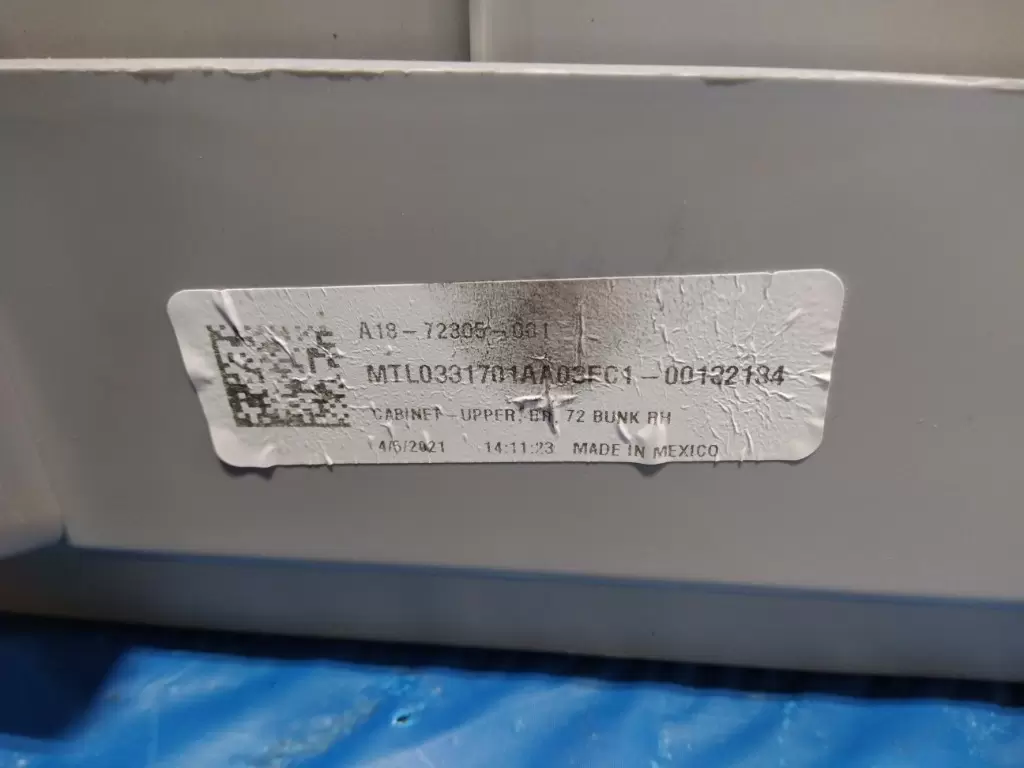 A18-72305-001
MTL0331701AA03FC1-00132134
CABINET-UPPER, BR, 72 BUNK RH
4/5/2021 14:11:23 MADE IN MEXICO